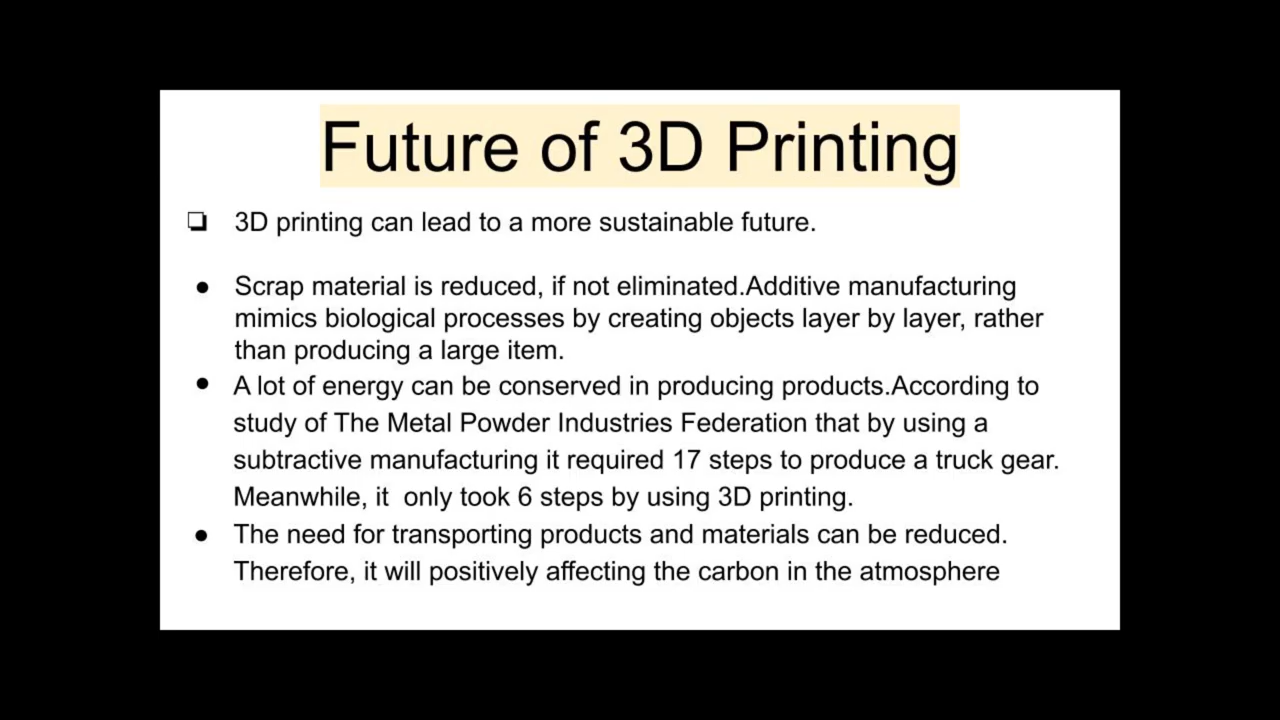 Future of 3D Printing
❏ 3D printing can lead to a more sustainable future.
● Scrap material is reduced, if not eliminated.Additive manufacturing
mimics biological processes by creating objects layer by layer, rather
than producing a large item.
● A lot of energy can be conserved in producing products.According to
study of The Metal Powder Industries Federation that by using a
subtractive manufacturing it required 17 steps to produce a truck gear.
Meanwhile, it  only took 6 steps by using 3D printing.
● The need for transporting products and materials can be reduced.
Therefore, it will positively affecting the carbon in the atmosphere